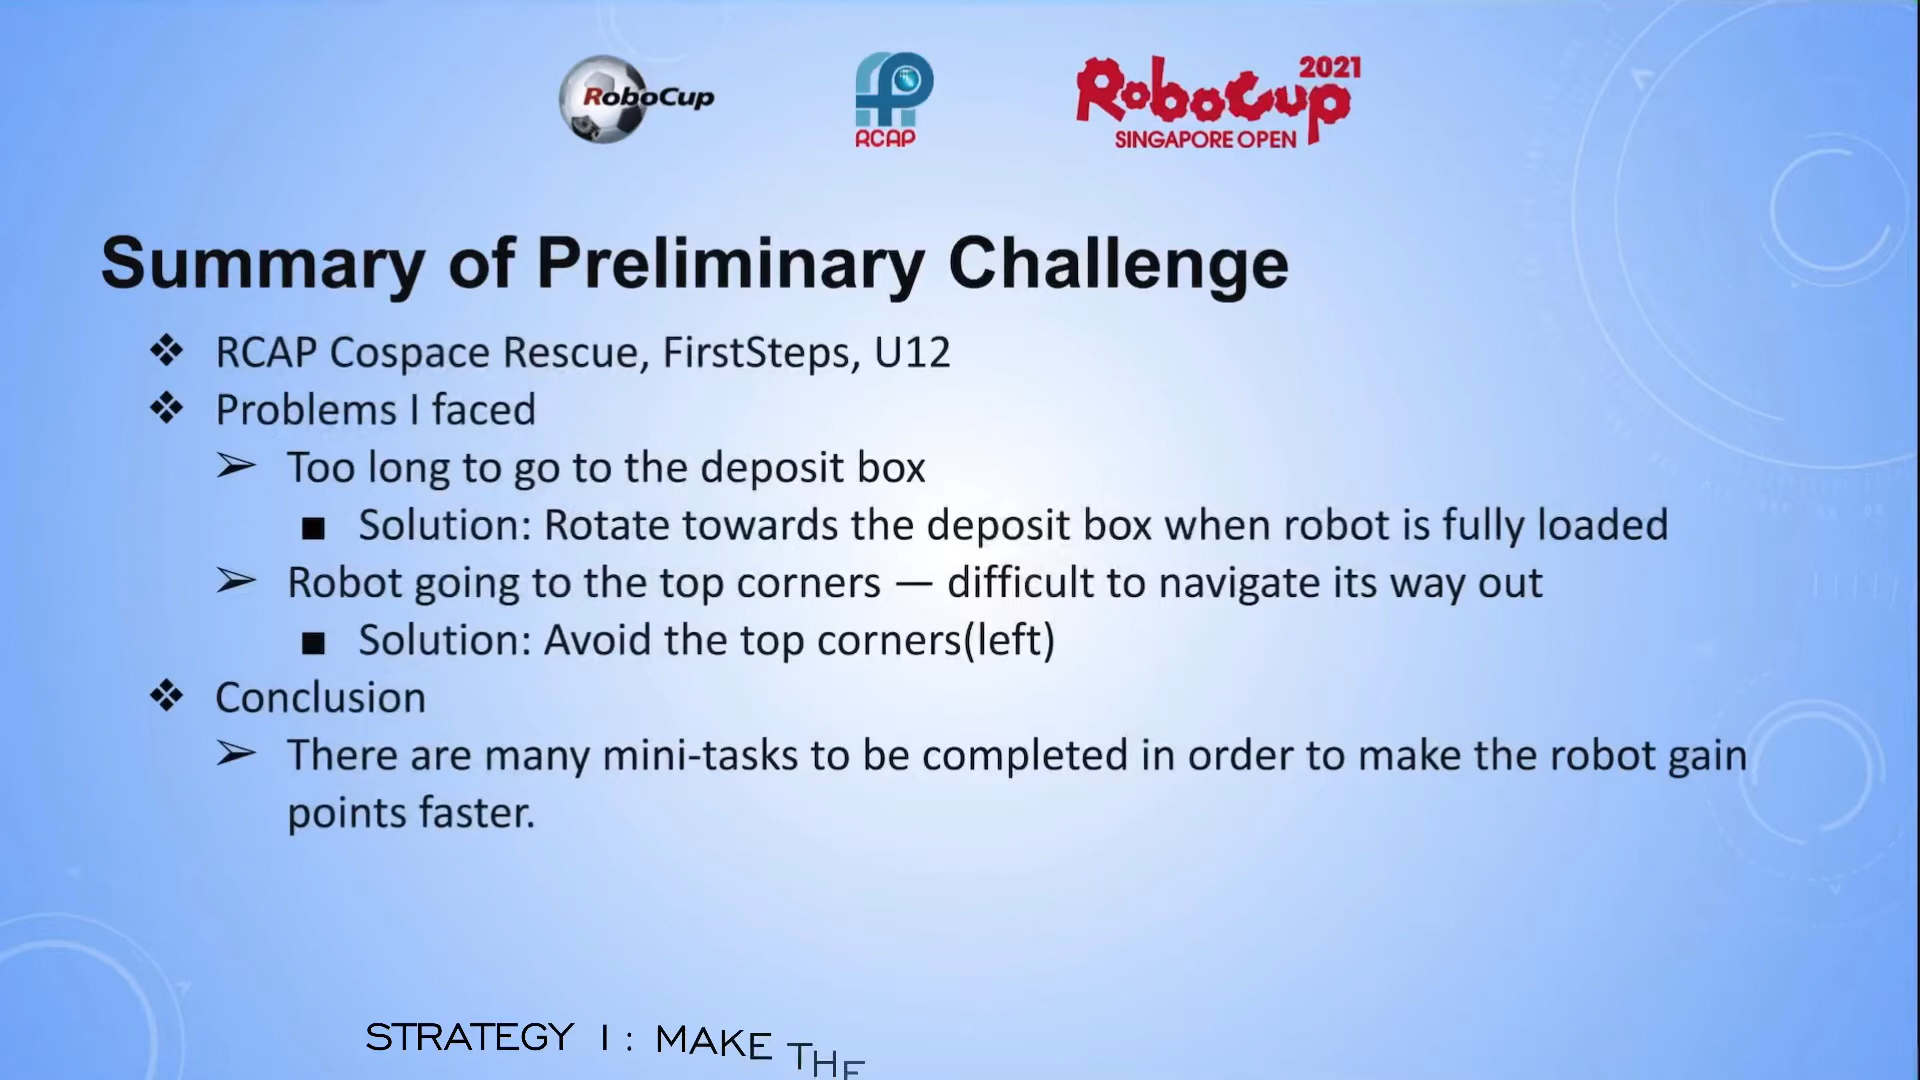 RoboCup
RCAP
2021
RoboCup
SINGAPORE OPEN
Summary of Preliminary Challenge
❖ RCAP Cospace Rescue, FirstSteps, U12
❖ Problems I faced
➢ Too long to go to the deposit box
■ Solution: Rotate towards the deposit box when robot is fully loaded
➢ Robot going to the top corners — difficult to navigate its way out
■ Solution: Avoid the top corners(left)
❖ Conclusion
➢ There are many mini-tasks to be completed in order to make the robot gain
points faster.
STRATEGY 1: MAKE THE